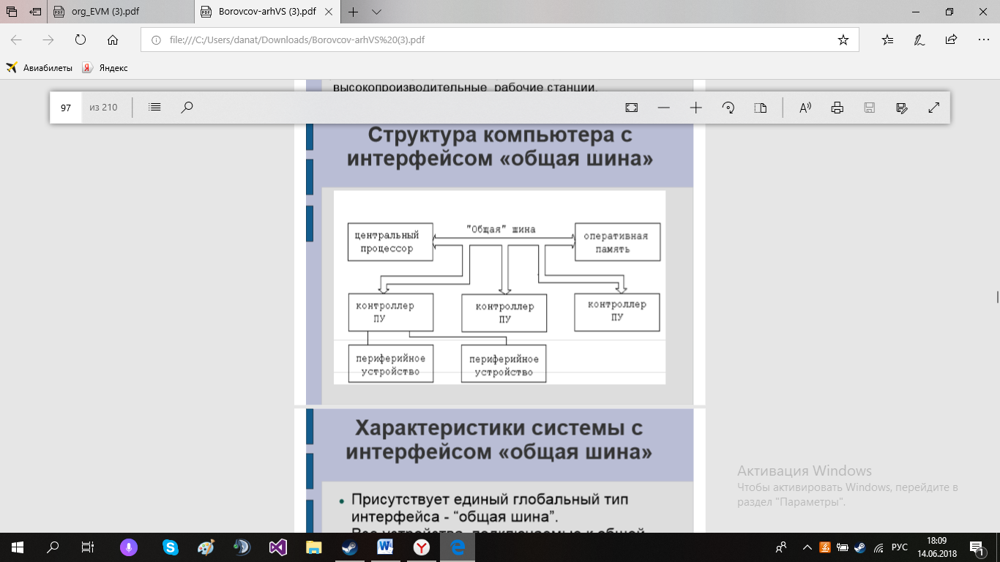 org_EVM (3).pdf
Borovcov-arhVS (3).pdf
file:///C:/Users/danat/Downloads/Borovcov-arhVS%20(3).pdf
Авиабилеты
Яндекс
высокопроизводительные рабочие станции.
97 из 210
Структура компьютера с
интерфейсом «общая шина»
"Общая" шина
центральный
процессор
оперативная
память
контроллер
ПУ
контроллер
ПУ
контроллер
ПУ
периферийное
устройство
периферийное
устройство
Характеристики системы с
интерфейсом «общая шина»
• Присутствует единый глобальный тип
интерфейса - “общая шина”.
Все устройства, подключаемые к общей
Активация Windows
Чтобы активировать Windows, перейдите в
раздел "Параметры".
РУС
18:09
14.06.2018
1